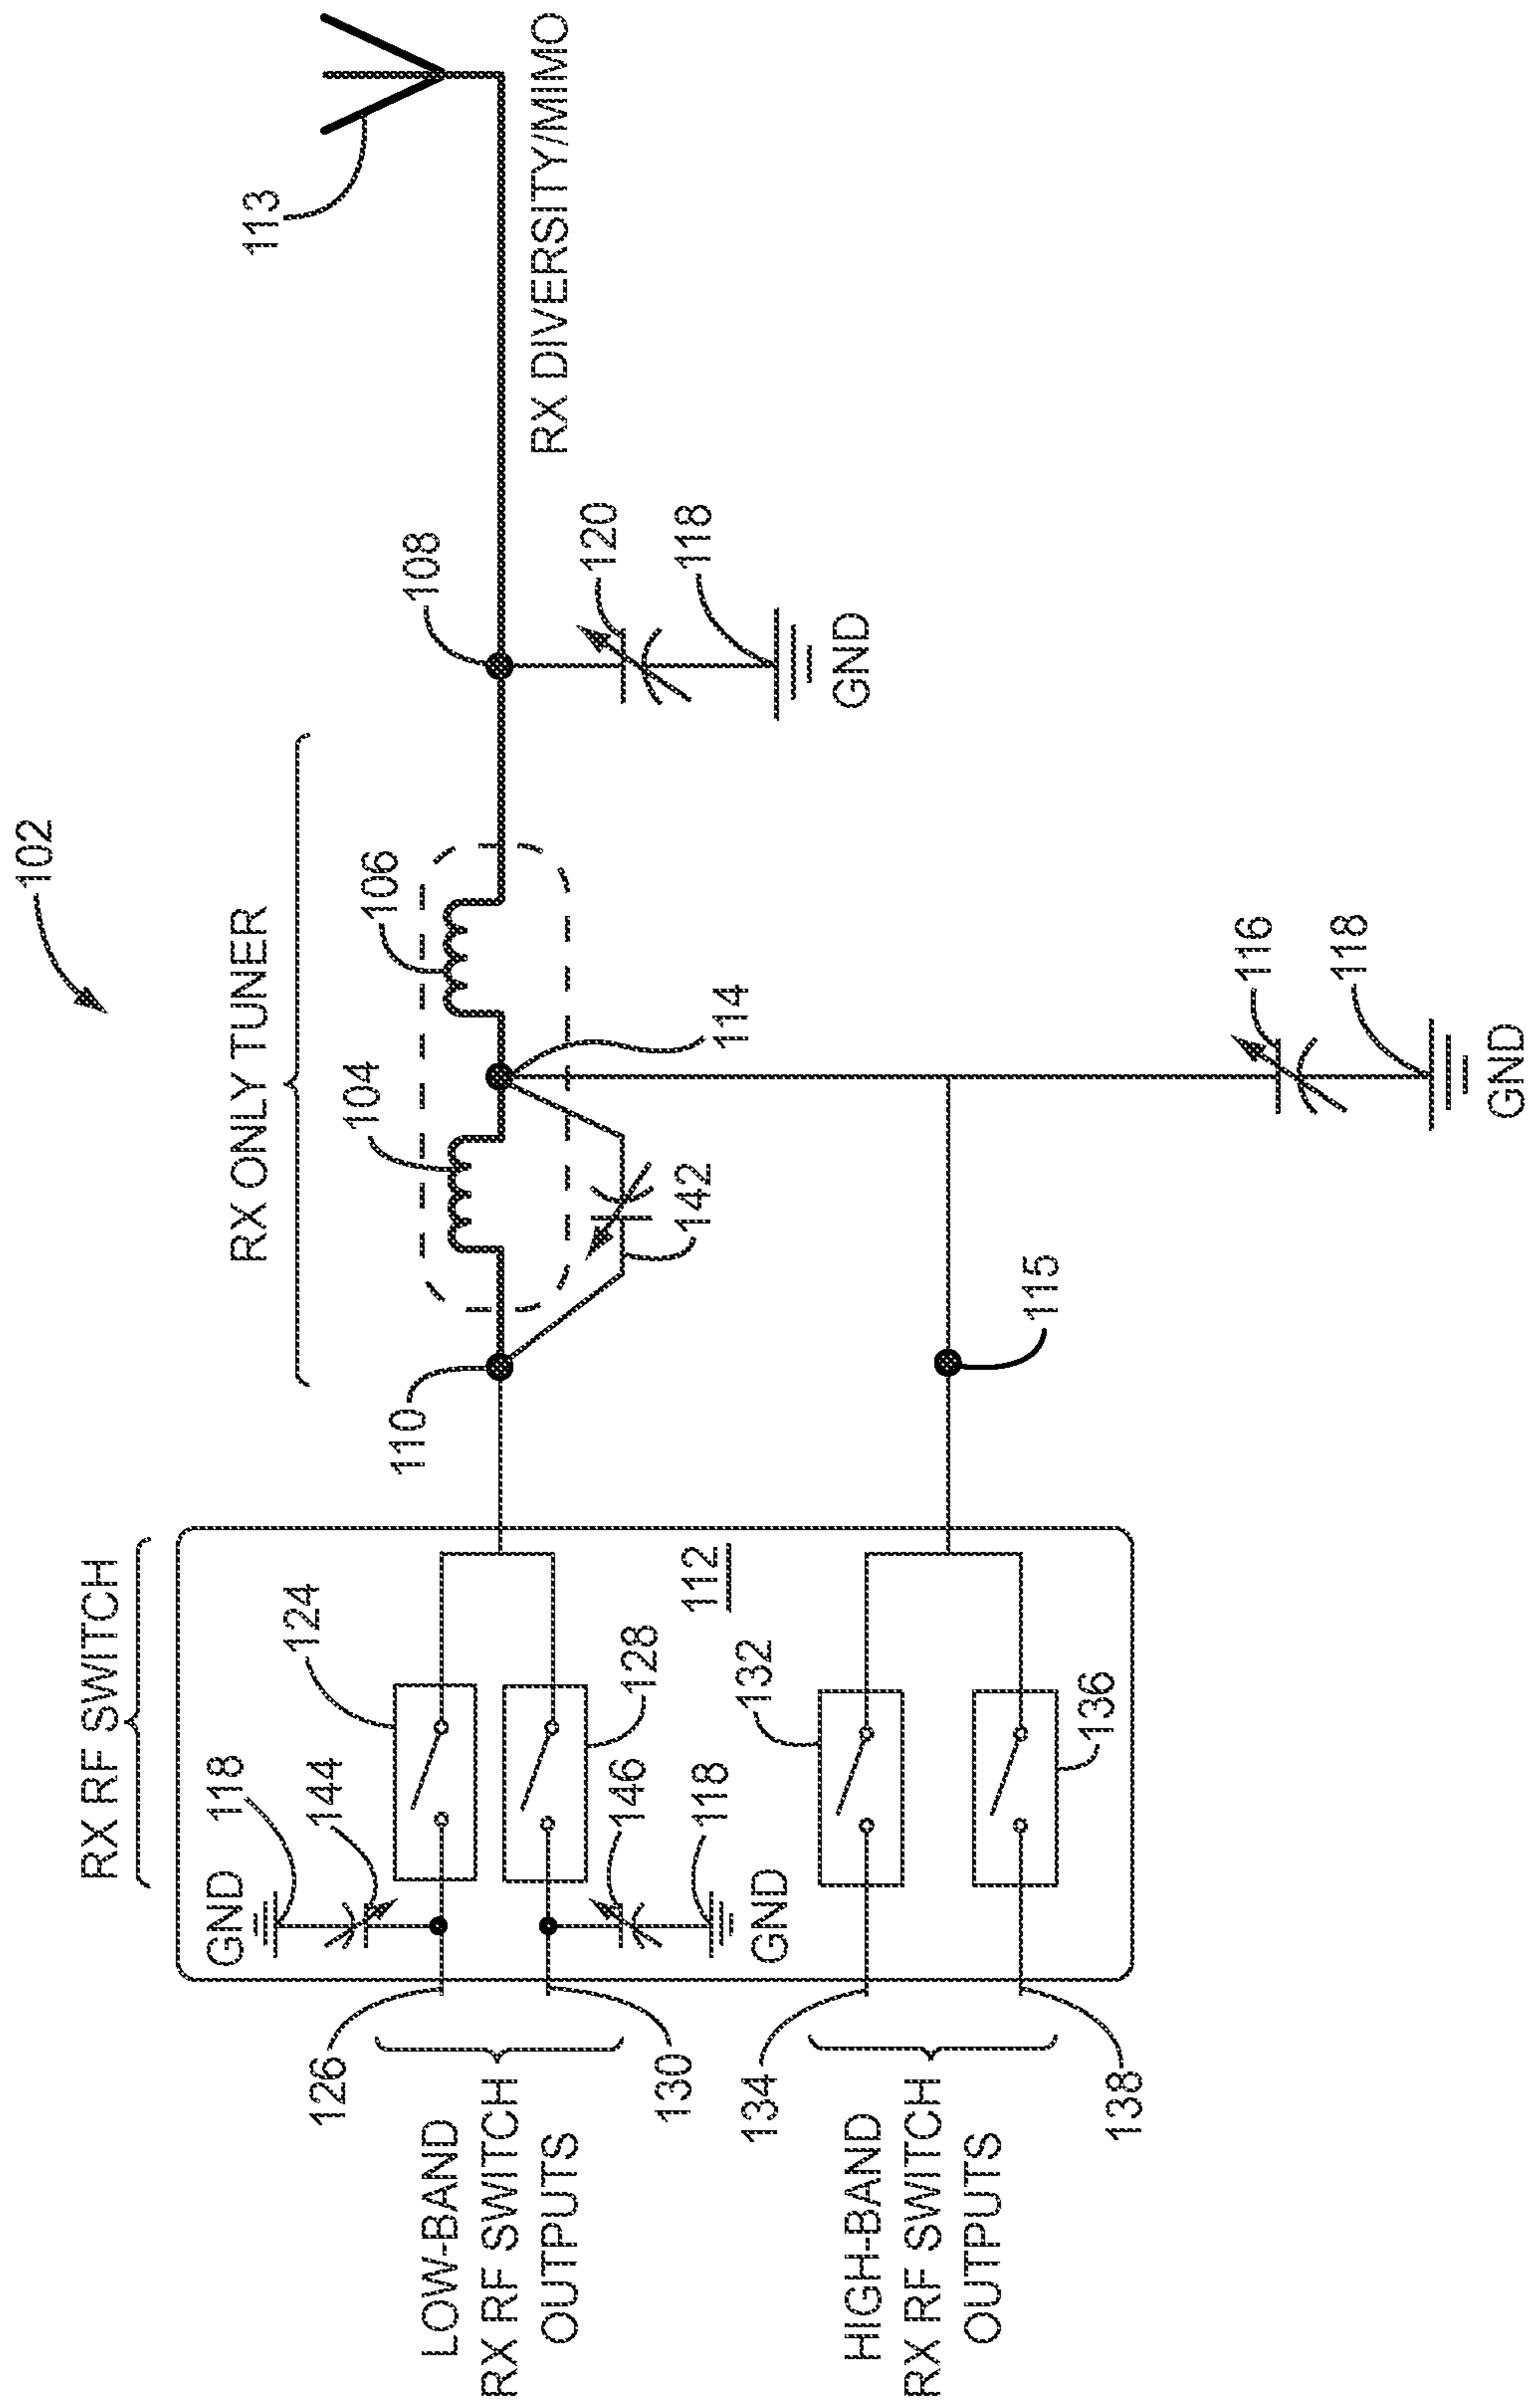 102
RX RF SWITCH
RX ONLY TUNER
113
GND
118
144
124
110
104
106
108
126
LOW-BAND
RX RF SWITCH
OUTPUTS
130
146
118
GND
128
112
142
114
120
118
GND
RX DIVERSITY/MIMO
134
HIGH-BAND
RX RF SWITCH
OUTPUTS
138
132
136
115
116
118
GND